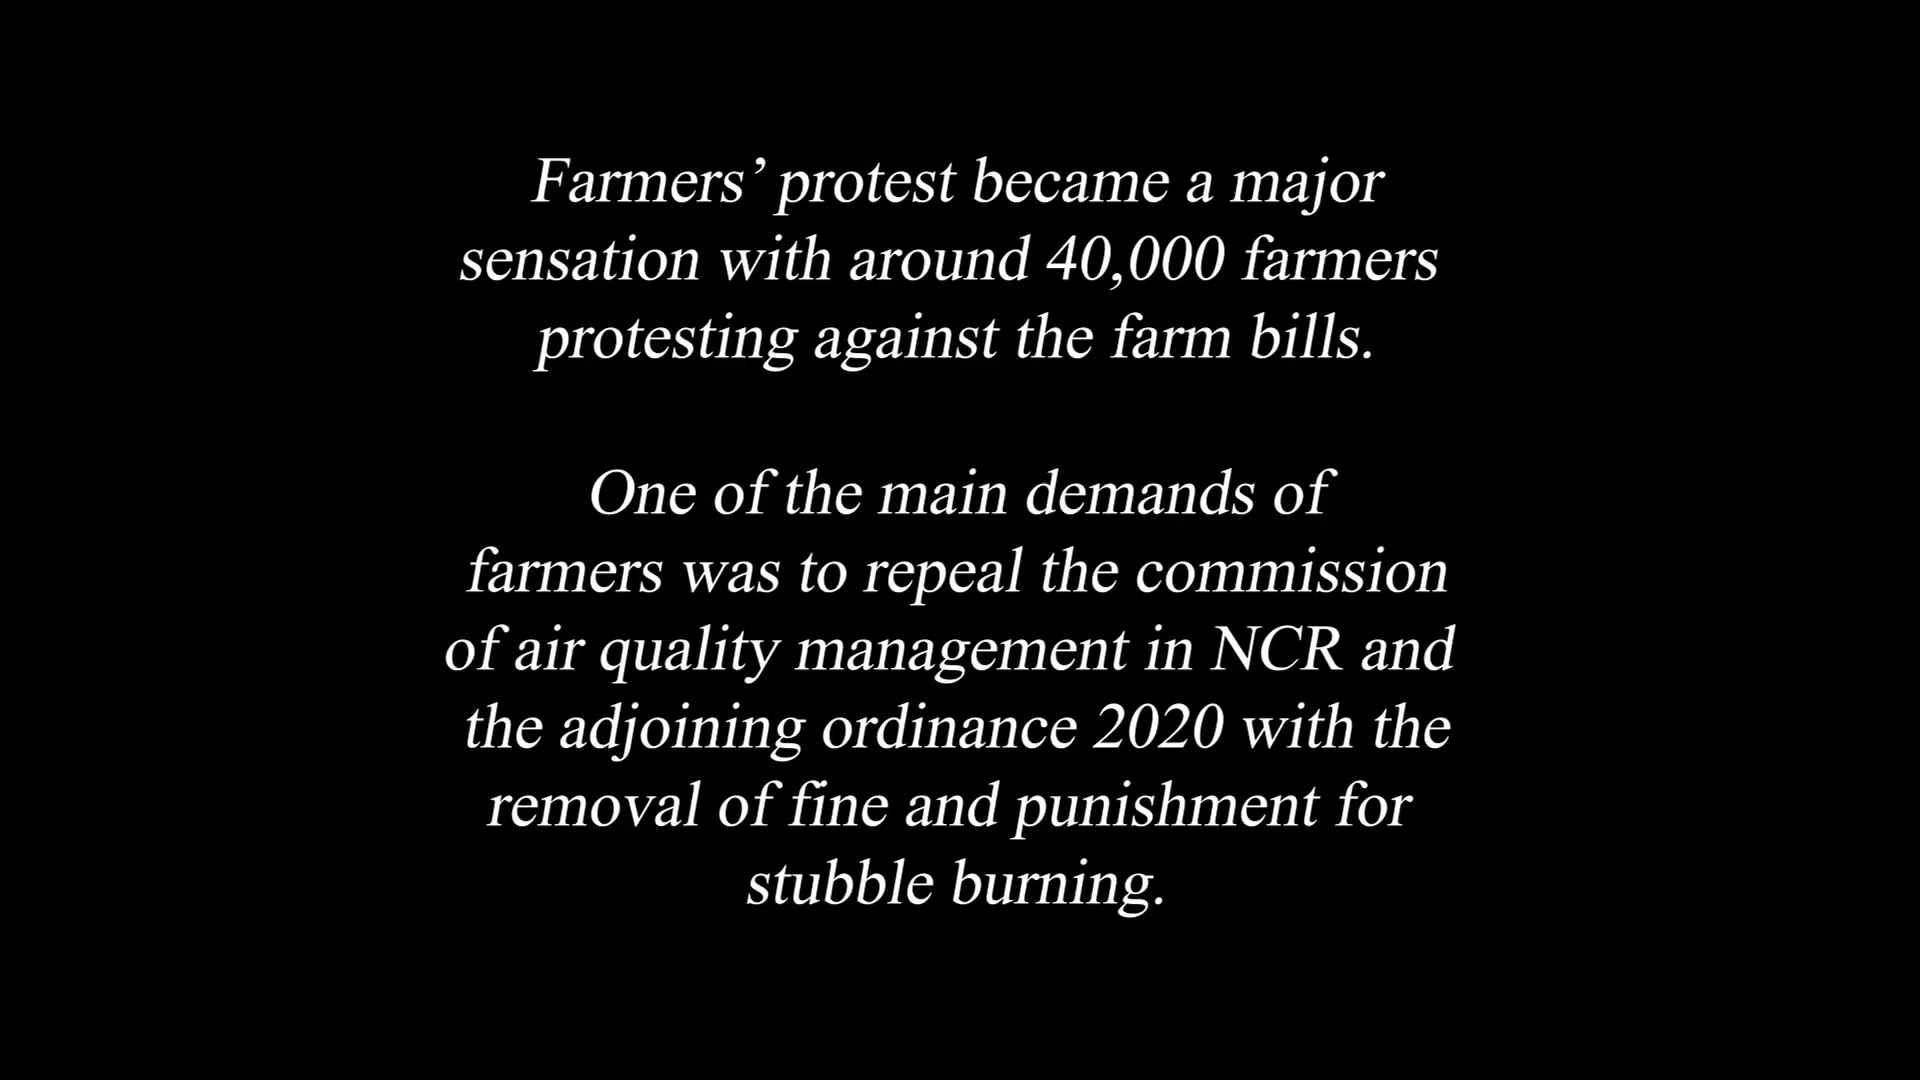 Farmers’ protest became a major
sensation with around 40,000 farmers
protesting against the farm bills.
One of the main demands of
farmers was to repeal the commission
of air quality management in NCR and
the adjoining ordinance 2020 with the
removal of fine and punishment for
stubble burning.